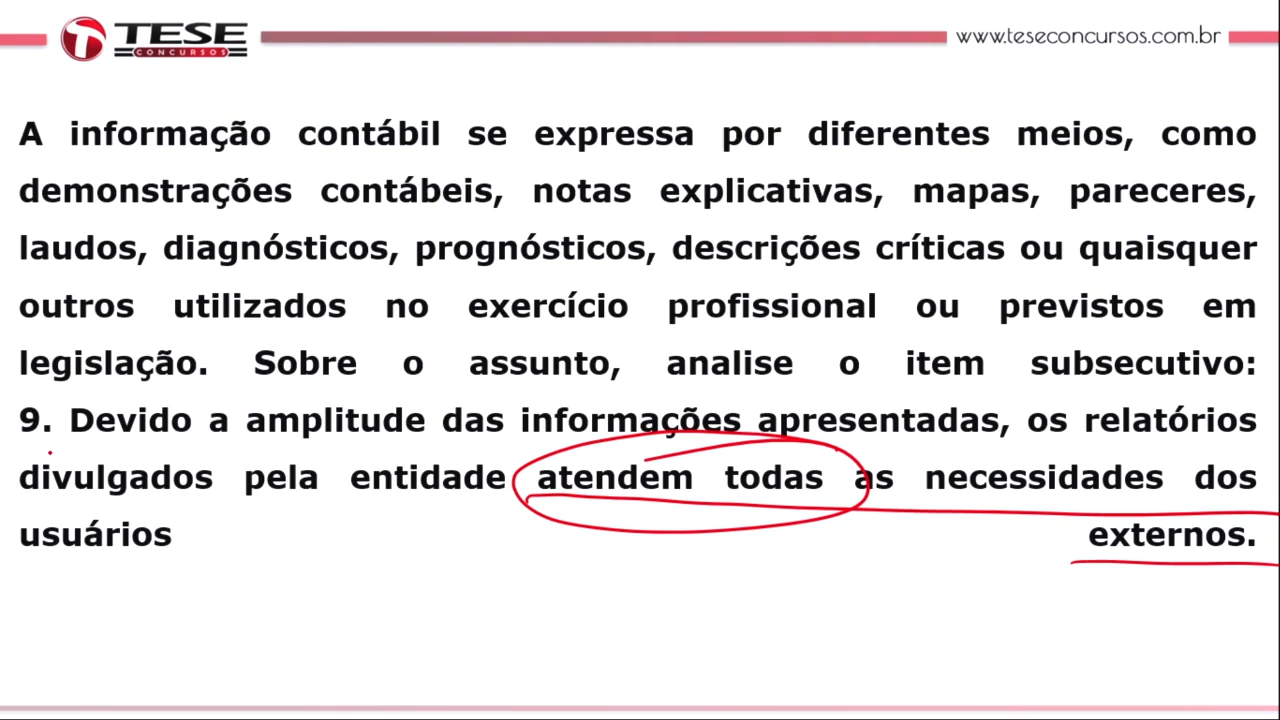 TESE
CONCURSOS
www.teseconcursos.com.br
A informação contábil se expressa por diferentes meios, como
demonstrações contábeis, notas explicativas, mapas, pareceres,
laudos, diagnósticos, prognósticos, descrições críticas ou quaisquer
outros utilizados no exercício profissional ou previstos em
legislação. Sobre o assunto, analise o item subsecutivo:
9. Devido a amplitude das informações apresentadas, os relatórios
divulgados pela entidade atendem todas as necessidades dos
usuários externos.